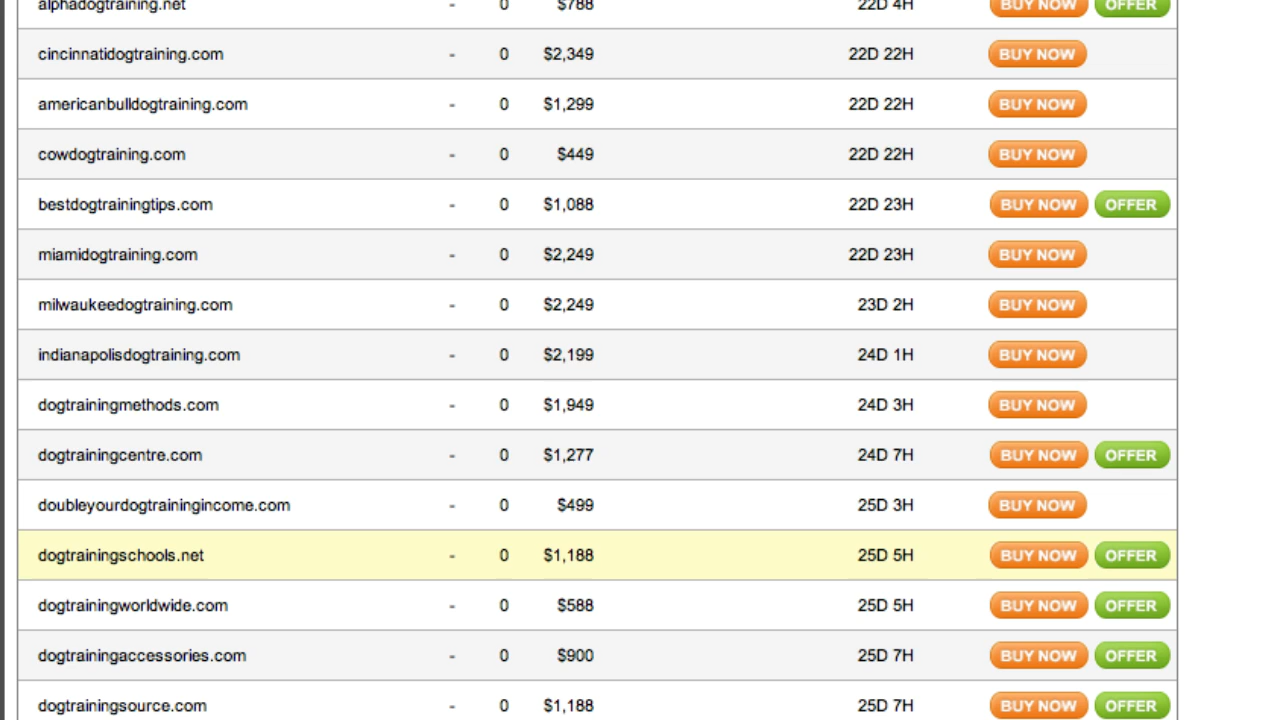 alphadogtraining.net - 0 $788 22D 4H BUY NOW OFFER
cincinnatidogtraining.com - 0 $2,349 22D 22H BUY NOW
americanbulldogtraining.com - 0 $1,299 22D 22H BUY NOW
cowdogtraining.com - 0 $449 22D 22H BUY NOW
bestdogtrainingtips.com - 0 $1,088 22D 23H BUY NOW OFFER
miamidogtraining.com - 0 $2,249 22D 23H BUY NOW
milwaukeedogtraining.com - 0 $2,249 23D 2H BUY NOW
indianapolisdogtraining.com - 0 $2,199 24D 1H BUY NOW
dogtrainingmethods.com - 0 $1,949 24D 3H BUY NOW
dogtrainingcentre.com - 0 $1,277 24D 7H BUY NOW OFFER
doubleyourdogtrainingincome.com - 0 $499 25D 3H BUY NOW
dogtrainingschools.net - 0 $1,188 25D 5H BUY NOW OFFER
dogtrainingworldwide.com - 0 $588 25D 5H BUY NOW OFFER
dogtrainingaccessories.com - 0 $900 25D 7H BUY NOW OFFER
dogtrainingsource.com - 0 $1,188 25D 7H BUY NOW OFFER